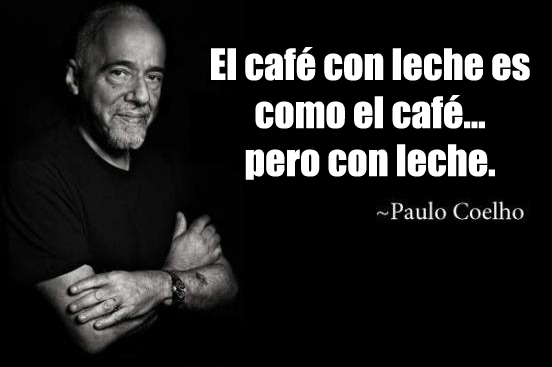 El café con leche es
como el café...
pero con leche.
~Paulo Coelho